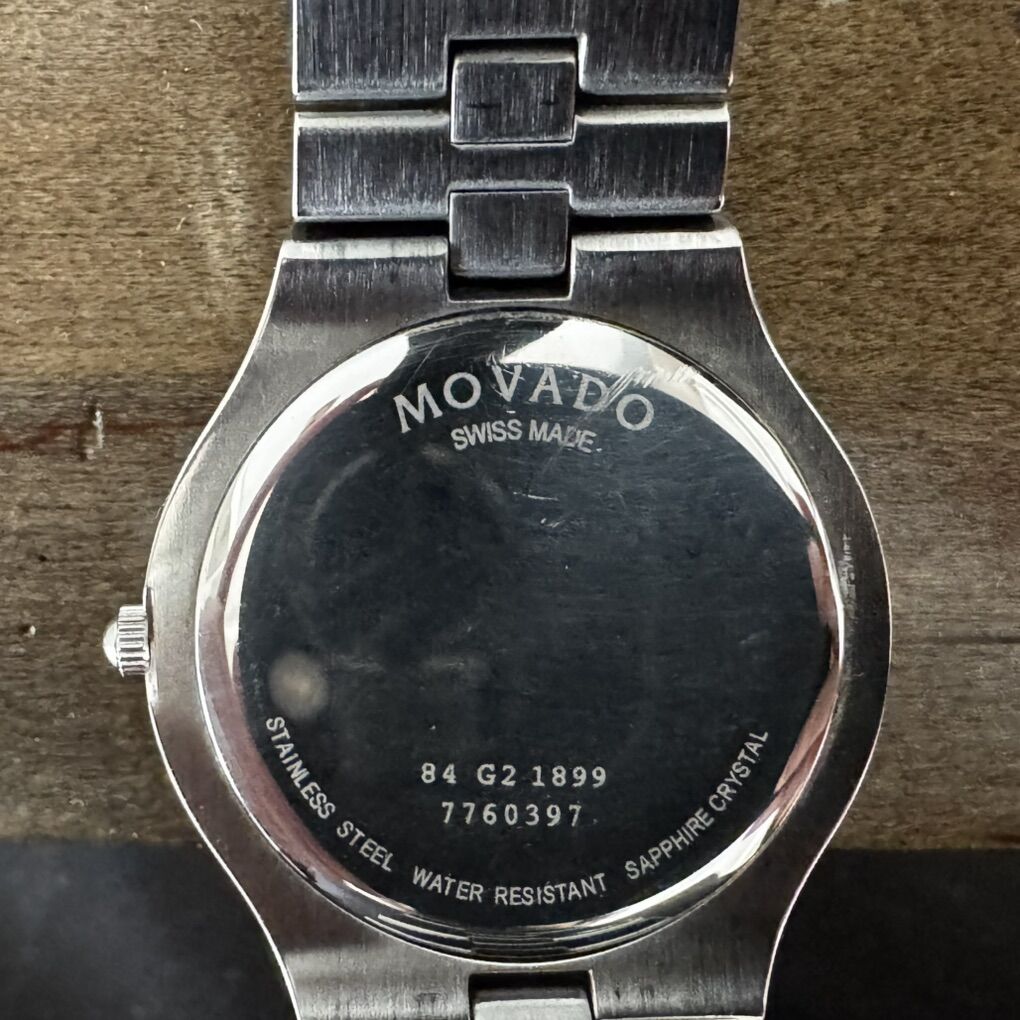 MOVADO
SWISS MADE
84 G2 1899
7760397
STAINLESS STEEL WATER RESISTANT SAPPHIRE CRYSTAL